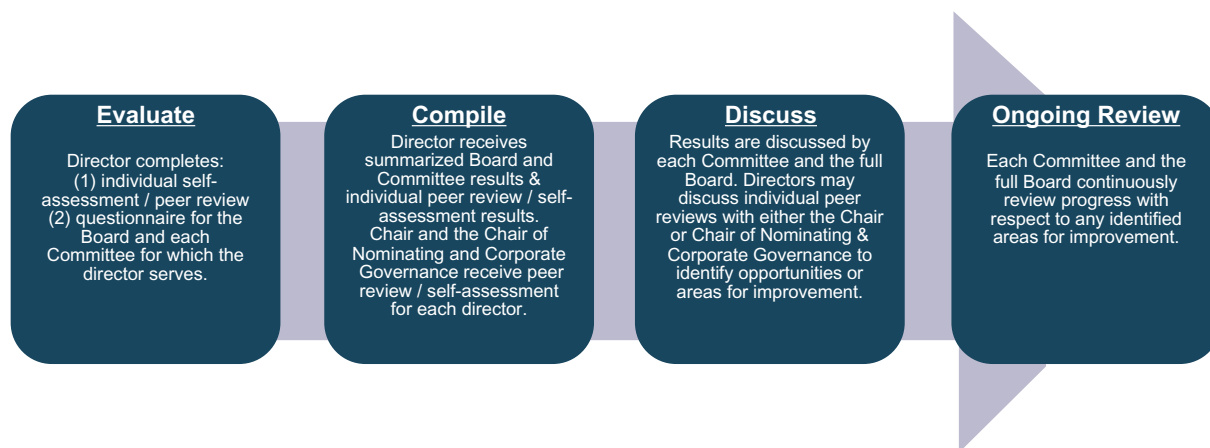 Evaluate
Director completes:
(1) individual self-
assessment / peer review
(2) questionnaire for the
Board and each
Committee for which the
director serves.
Compile
Director receives
summarized Board and
Committee results &
individual peer review / self-
assessment results.
Chair and the Chair of
Nominating and Corporate
Governance receive peer
review / self-assessment
for each director.
Discuss
Results are discussed by
each Committee and the full
Board. Directors may
discuss individual peer
reviews with either the Chair
or Chair of Nominating &
Corporate Governance to
identify opportunities or
areas for improvement.
Ongoing Review
Each Committee and the
full Board continuously
review progress with
respect to any identified
areas for improvement.